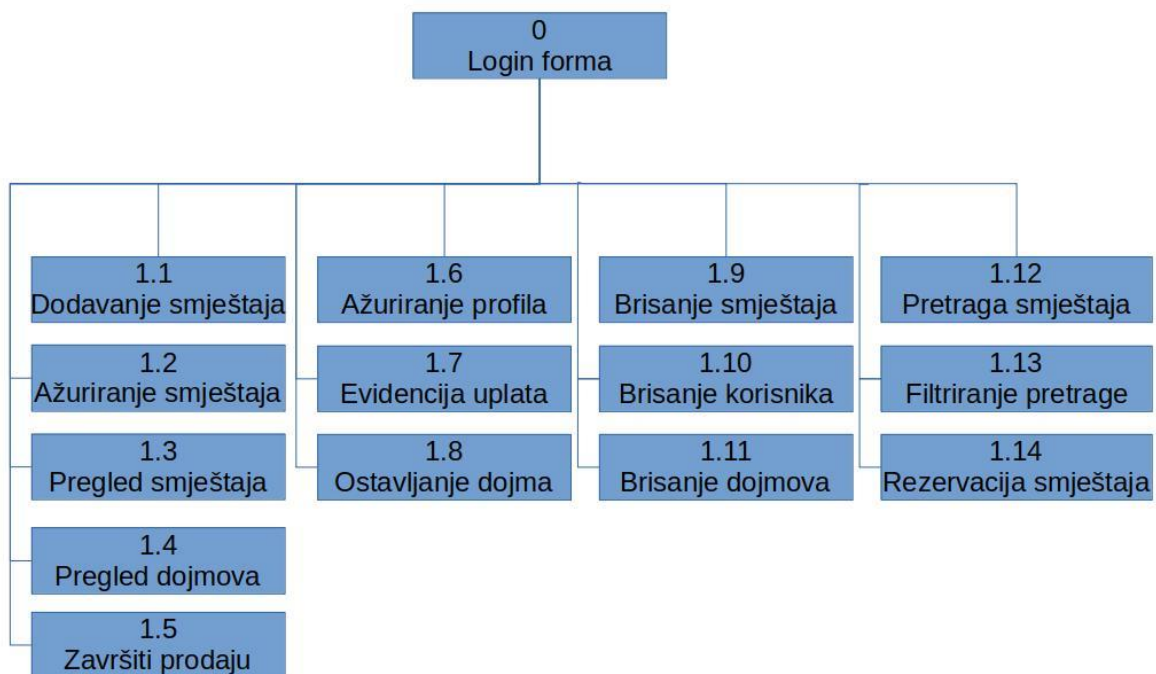 0
Login forma
1.1
Dodavanje smještaja
1.2
Ažuriranje smještaja
1.3
Pregled smještaja
1.4
Pregled dojmova
1.5
Završiti prodaju
1.6
Ažuriranje profila
1.7
Evidencija uplata
1.8
Ostavljanje dojma
1.9
Brisanje smještaja
1.10
Brisanje korisnika
1.11
Brisanje dojmova
1.12
Pretraga smještaja
1.13
Filtriranje pretrage
1.14
Rezervacija smještaja